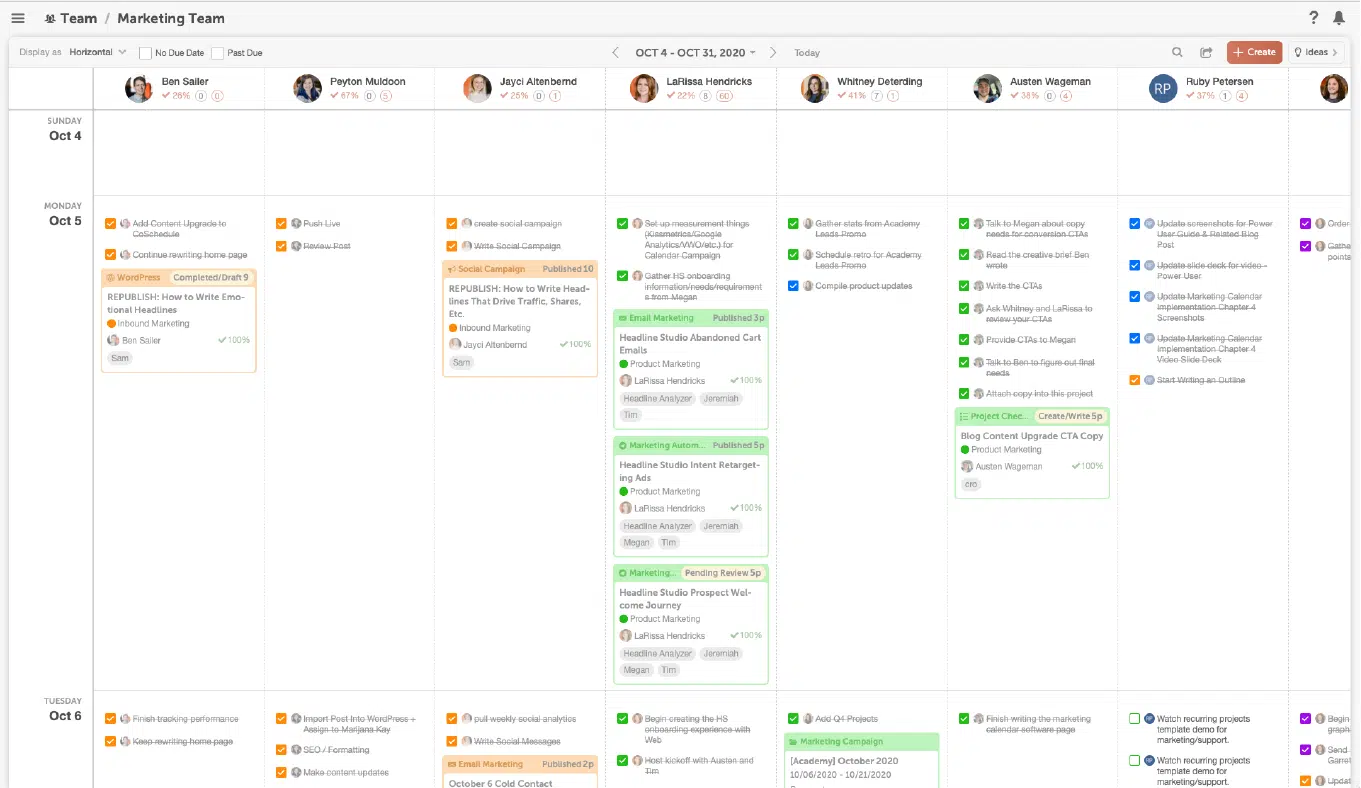 Team / Marketing Team
?
Display as Horizontal No Due Date Past Due
OCT 4 - OCT 31, 2020
Today
+ Create
Ideas
Ben Sailer
26% 0 0
Peyton Muldoon
67% 0 5
Jayci Altenbernd
26% 0 1
LaRissa Hendricks
22% 8 60
Whitney Deterding
41% 7 1
Austen Wageman
38% 0 4
RP
Ruby Petersen
37% 1 4
SUNDAY
Oct 4
MONDAY
Oct 5
Add Content Upgrade to
CoSchedule
Continue rewriting home page
WordPress Completed/Draft 9
REPUBLISH: How to Write Emo-
tional Headlines
Inbound Marketing
Ben Sailer 100%
Sam
Push Live
Review Post
create social campaign
Write Social Campaign
Social Campaign Published 10
REPUBLISH: How to Write Head-
lines That Drive Traffic, Shares,
Etc.
Inbound Marketing
Jayci Altenbernd 100%
Sam
Set up measurement things
(Kissmetrics/Google
Analytics/VWO/etc.) for
Calendar Campaign
Gather HS onboarding
information/needs/requirement
s from Megan
Email Marketing Published 3p
Headline Studio Abandoned Cart
Emails
Product Marketing
LaRissa Hendricks 100%
Headline Analyzer Jeremiah
Tim
Marketing Autom... Published 5p
Headline Studio Intent Retarget-
ing Ads
Product Marketing
LaRissa Hendricks 100%
Headline Analyzer Jeremiah
Megan Tim
Marketing... Pending Review 5p
Headline Studio Prospect Wel-
come Journey
Product Marketing
LaRissa Hendricks 100%
Headline Analyzer Jeremiah
Megan Tim
Gather stats from Academy
Leads Promo
Schedule retro for Academy
Leads Promo
Compile product updates
Talk to Megan about copy
needs for conversion CTAs
Read the creative brief Ben
wrote
Write the CTAs
Ask Whitney and LaRissa to
review your CTAs
Provide CTAs to Megan
Talk to Ben to figure out final
needs
Attach copy into this project
Project Chec... Create/Write 5p
Blog Content Upgrade CTA Copy
Product Marketing
Austen Wageman 100%
cro
Update screenshots for Power
User Guide & Related Blog
Post
Update slide deck for video -
Power User
Update Marketing Calendar
Implementation Chapter 4
Screenshots
Update Marketing Calendar
Implementation Chapter 4
Video Slide Deck
Start Writing an Outline
Order
Gathe
points
TUESDAY
Oct 6
Finish tracking performance
Keep rewriting home page
Import Post Into WordPress +
Assign to Marijana Kay
SEO / Formatting
Make content updates
pull weekly social analytics
Write Social Messages
Email Marketing Published 2p
October 6 Cold Contact
Begin creating the HS
onboarding experience with
Web
Host kickoff with Austen and
Tim
Add Q4 Projects
Marketing Campaign
[Academy] October 2020
10/06/2020 - 10/21/2020
Finish writing the marketing
calendar software page
Watch recurring projects
template demo for
marketing/support.
Watch recurring projects
template demo for
marketing/support.
Begin
graph
Send
Garret
Updat